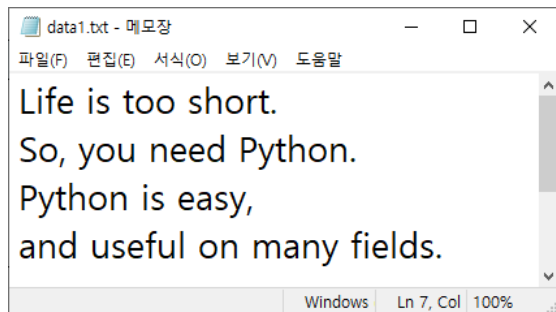 data1.txt - 메모장
파일(F) 편집(E) 서식(O) 보기(V) 도움말
Life is too short.
So, you need Python.
Python is easy,
and useful on many fields.
Windows Ln 7, Col 100%